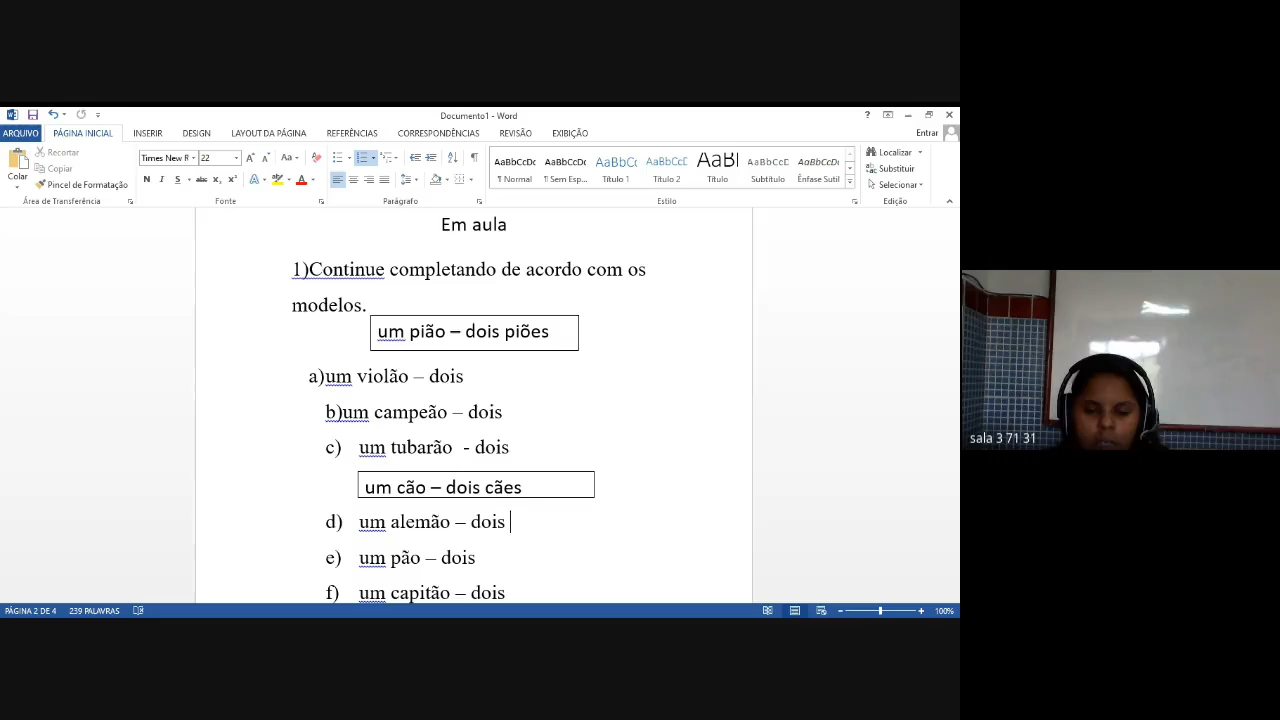 Documento1 - Word
ARQUIVO PÁGINA INICIAL INSERIR DESIGN LAYOUT DA PÁGINA REFERÊNCIAS CORRESPONDÊNCIAS REVISÃO EXIBIÇÃO Entrar
Colar
Recortar
Copiar
Pincel de Formatação
Área de Transferência
Times New R 22
Fonte
Parágrafo
AaBbCcDc AaBbCcDc AaBbCc AaBbCcD AaBl AaBbCcD AaBbCcDt
¶ Normal ¶ Sem Esp... Título 1 Título 2 Título Subtítulo Ênfase Sutil
Estilo
Localizar
Substituir
Selecionar
Edição
Em aula
1)Continue completando de acordo com os
modelos.
um pião – dois piões
a)um violão – dois
b)um campeão – dois
c) um tubarão - dois
um cão – dois cães
d) um alemão – dois
e) um pão – dois
f) um capitão – dois
PÁGINA 2 DE 4 239 PALAVRAS 100%
sala 3 71 31